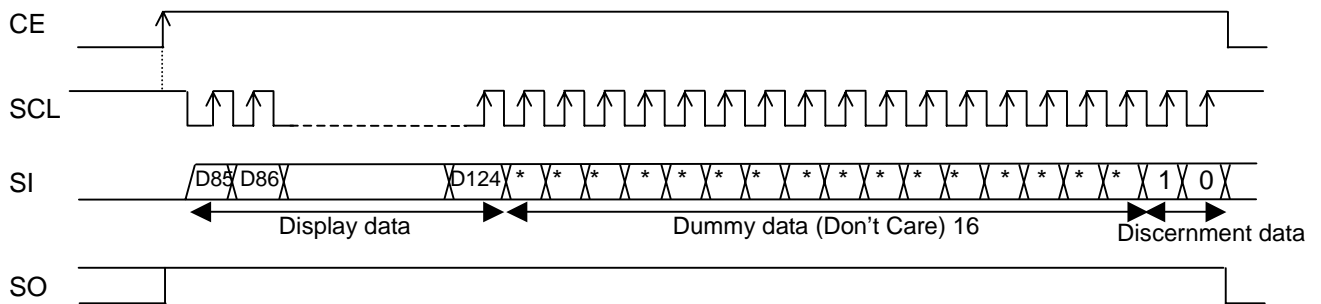 CE
SCL
SI D85 D86 D124 * * * * * * * * * * * * * * * * 1 0
Display data Dummy data (Don't Care) 16 Discernment data
SO